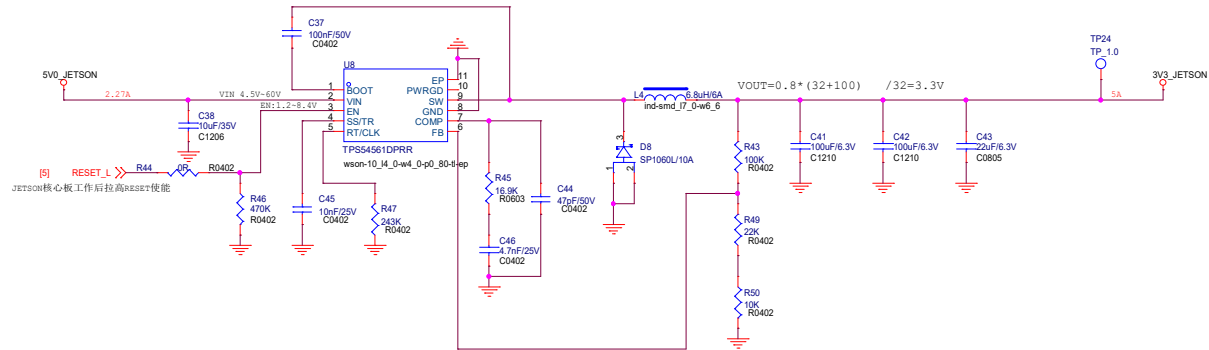 C37
100nF/50V
C0402
TP24
TP_1.0
U8
5V0_JETSON
3V3_JETSON
1 BOOT
2 VIN
3 EN
4 SS/TR
5 RT/CLK
EP 11
PWRGD 10
SW 9
GND 8
COMP 7
FB 6
TPS54561DPRR
wson-10_l4_0-w4_0-p0_80-tl-ep
2.27A
VIN 4.5V~60V
EN:1.2~8.4V
L4 6.8uH/6A
ind-smd_l7_0-w6_6
VOUT=0.8*(32+100) /32=3.3V
5A
C38
10uF/35V
C1206
[5] RESET_L
R44 0R R0402
JETSON核心板工作后拉高RESET使能
R46
470K
R0402
C45
10nF/25V
C0402
R47
243K
R0402
R45
16.9K
R0603
C44
47pF/50V
C0402
C46
4.7nF/25V
C0402
3
D8
SP1060L/10A
1
2
R43
100K
R0402
C41
100uF/6.3V
C1210
C42
100uF/6.3V
C1210
C43
22uF/6.3V
C0805
R49
22K
R0402
R50
10K
R0402